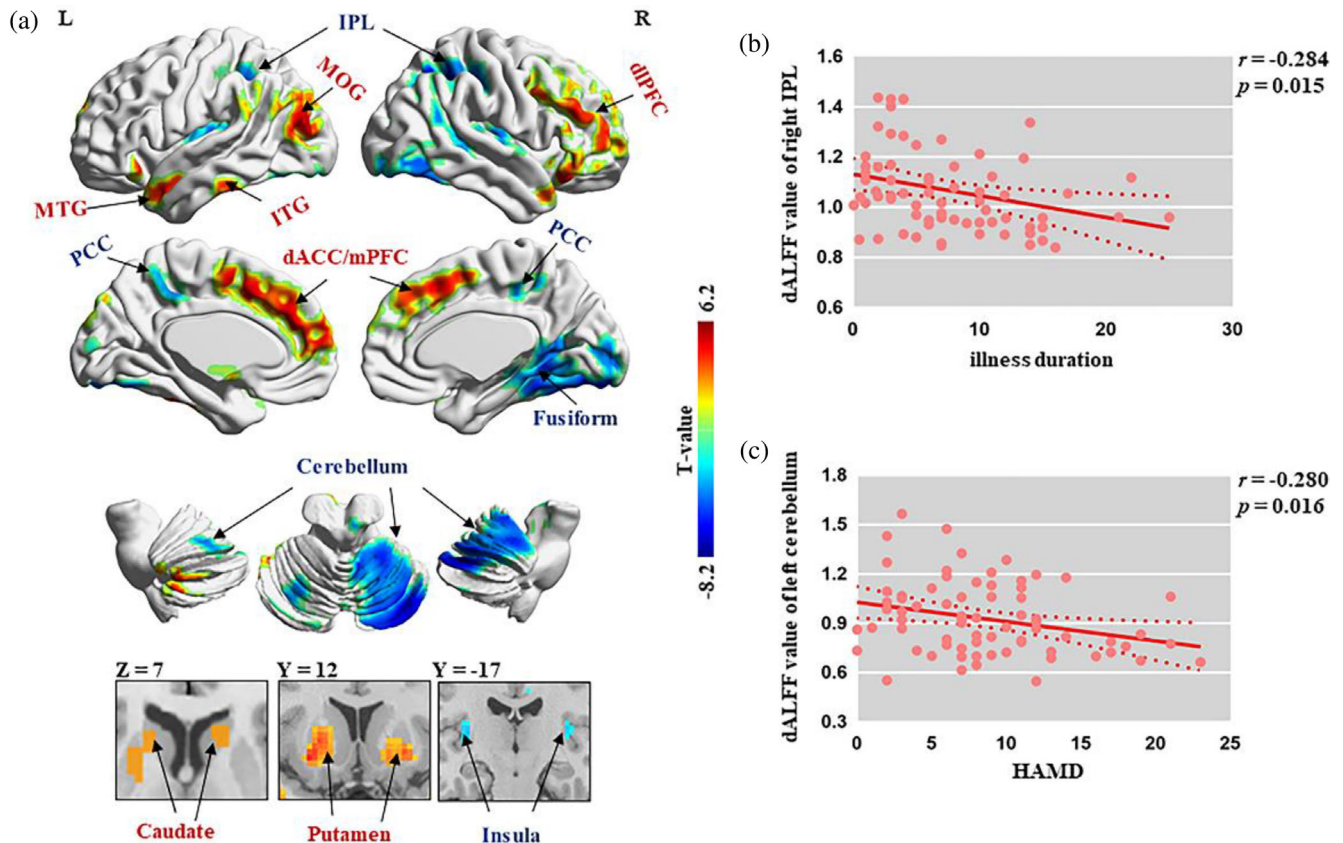 (a)
L
R
IPL
MOG
dlPFC
MTG
ITG
PCC
dACC/mPFC
PCC
Fusiform
Cerebellum
Z = 7
Y = 12
Y = -17
Caudate
Putamen
Insula
6.2
T-value
-8.2
(b)
r = -0.284
p = 0.015
dALFF value of right IPL
1.6
1.4
1.2
1.0
0.8
0.6
0
10
20
30
illness duration
(c)
r = -0.280
p = 0.016
dALFF value of left cerebellum
1.8
1.5
1.2
0.9
0.6
0.3
0
5
10
15
20
25
HAMD